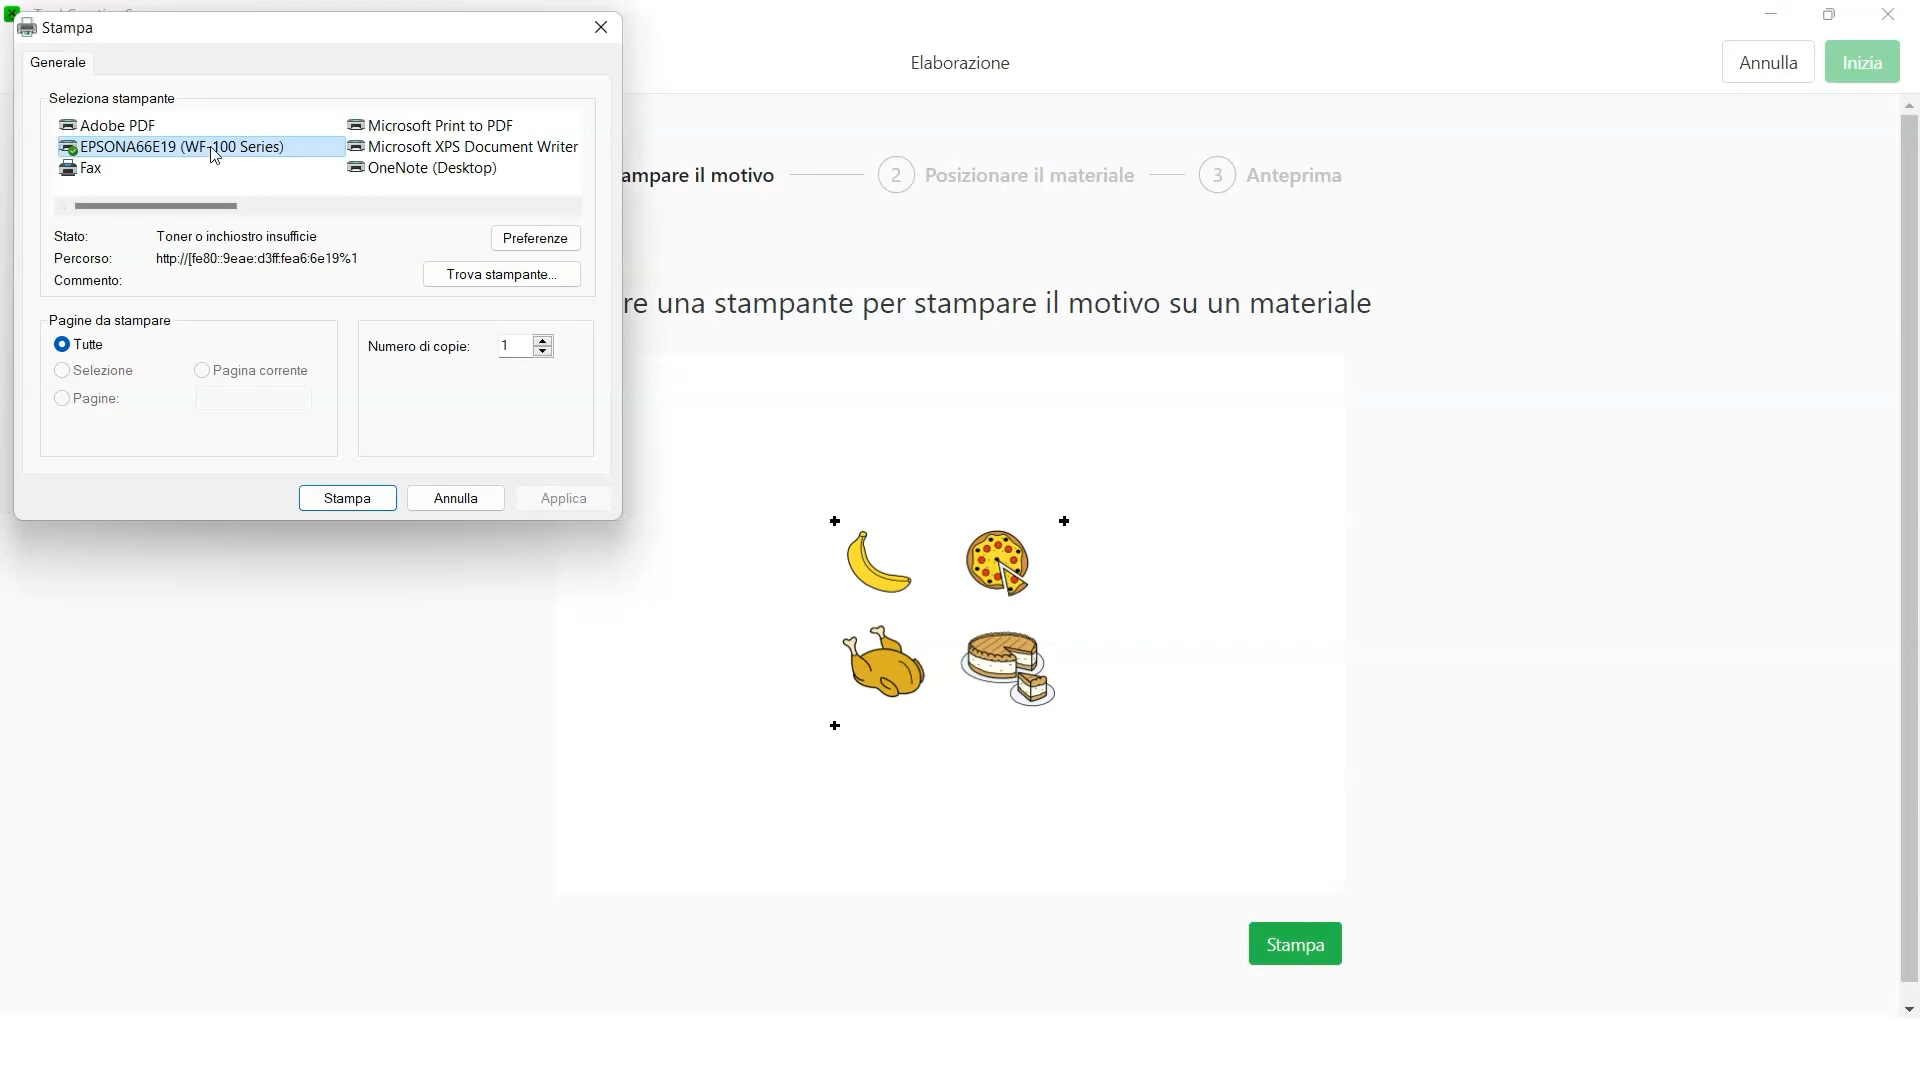 Stampa
Generale
Seleziona stampante
Adobe PDF
Microsoft Print to PDF
EPSONA66E19 (WF-100 Series)
Microsoft XPS Document Writer
Fax
OneNote (Desktop)
Stato: Toner o inchiostro insufficie
Preferenze
Percorso: http://[fe80::9eae:d3ff:fea6:6e19%1
Trova stampante...
Commento:
Pagine da stampare
Tutte
Selezione
Pagina corrente
Pagine:
Numero di copie: 1
Stampa
Annulla
Applica
Elaborazione
Annulla
Inizia
ampare il motivo
2 Posizionare il materiale
3 Anteprima
re una stampante per stampare il motivo su un materiale
Stampa